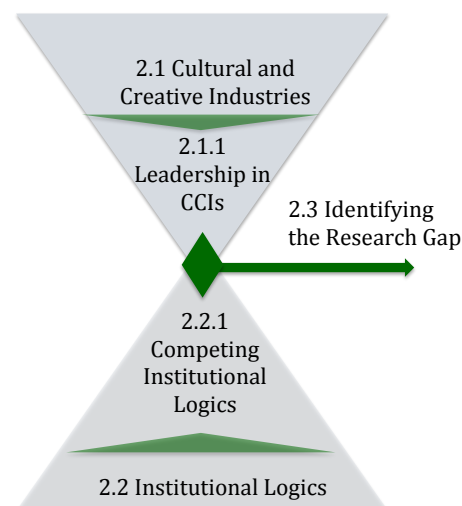 2.1 Cultural and
Creative Industries
2.1.1
Leadership in
CCIs
2.3 Identifying
the Research Gap
2.2.1
Competing
Institutional
Logics
2.2 Institutional Logics